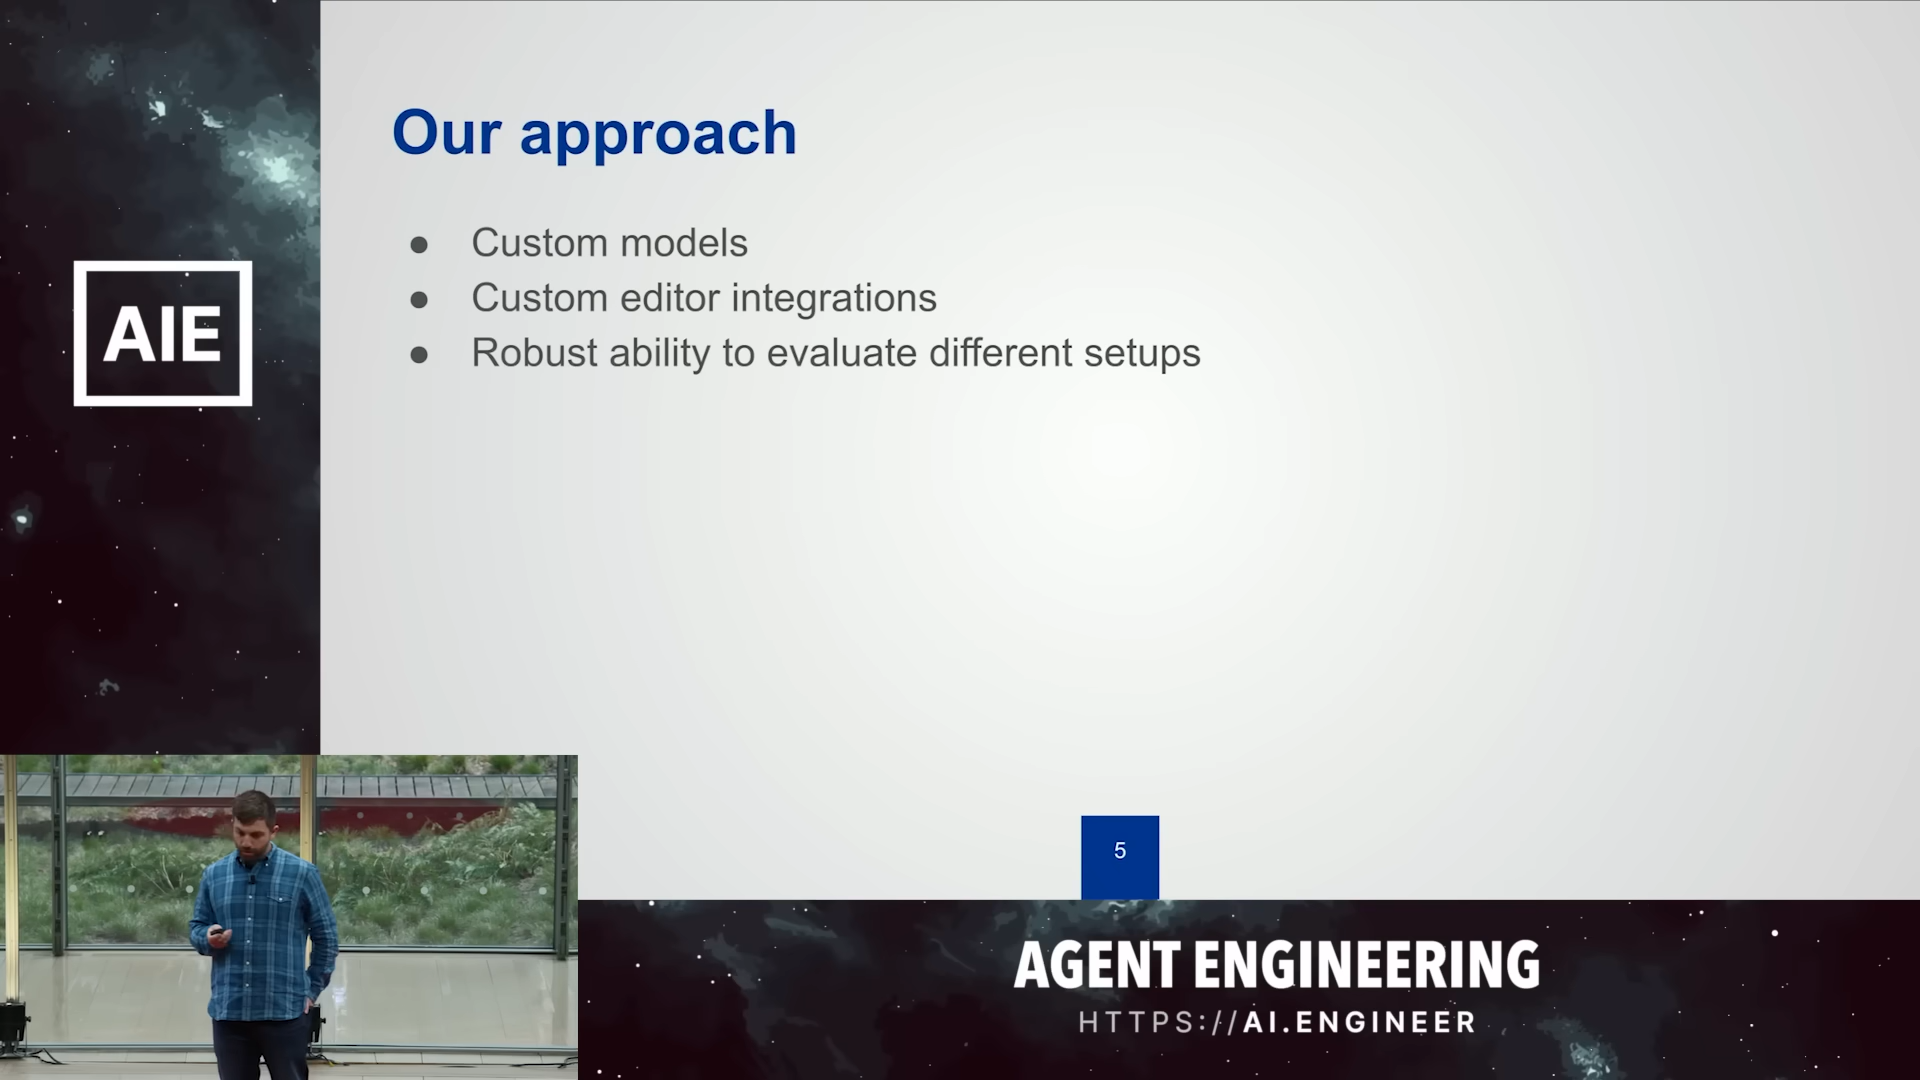 AIE
Our approach
● Custom models
● Custom editor integrations
● Robust ability to evaluate different setups
5
AGENT ENGINEERING
HTTPS://AI.ENGINEER